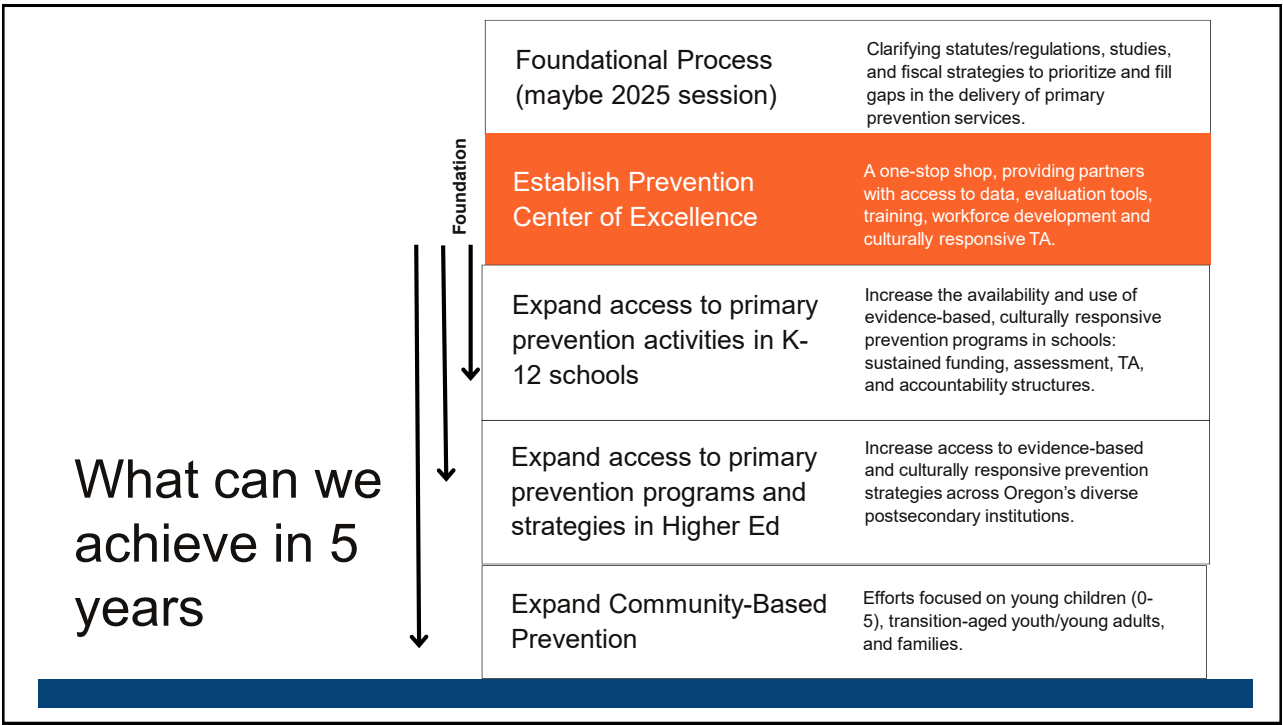 What can we
achieve in 5
years
Foundation
Foundational Process
(maybe 2025 session)
Clarifying statutes/regulations, studies,
and fiscal strategies to prioritize and fill
gaps in the delivery of primary
prevention services.
Establish Prevention
Center of Excellence
A one-stop shop, providing partners
with access to data, evaluation tools,
training, workforce development and
culturally responsive TA.
Expand access to primary
prevention activities in K-
12 schools
Increase the availability and use of
evidence-based, culturally responsive
prevention programs in schools:
sustained funding, assessment, TA,
and accountability structures.
Expand access to primary
prevention programs and
strategies in Higher Ed
Increase access to evidence-based
and culturally responsive prevention
strategies across Oregon’s diverse
postsecondary institutions.
Expand Community-Based
Prevention
Efforts focused on young children (0-
5), transition-aged youth/young adults,
and families.